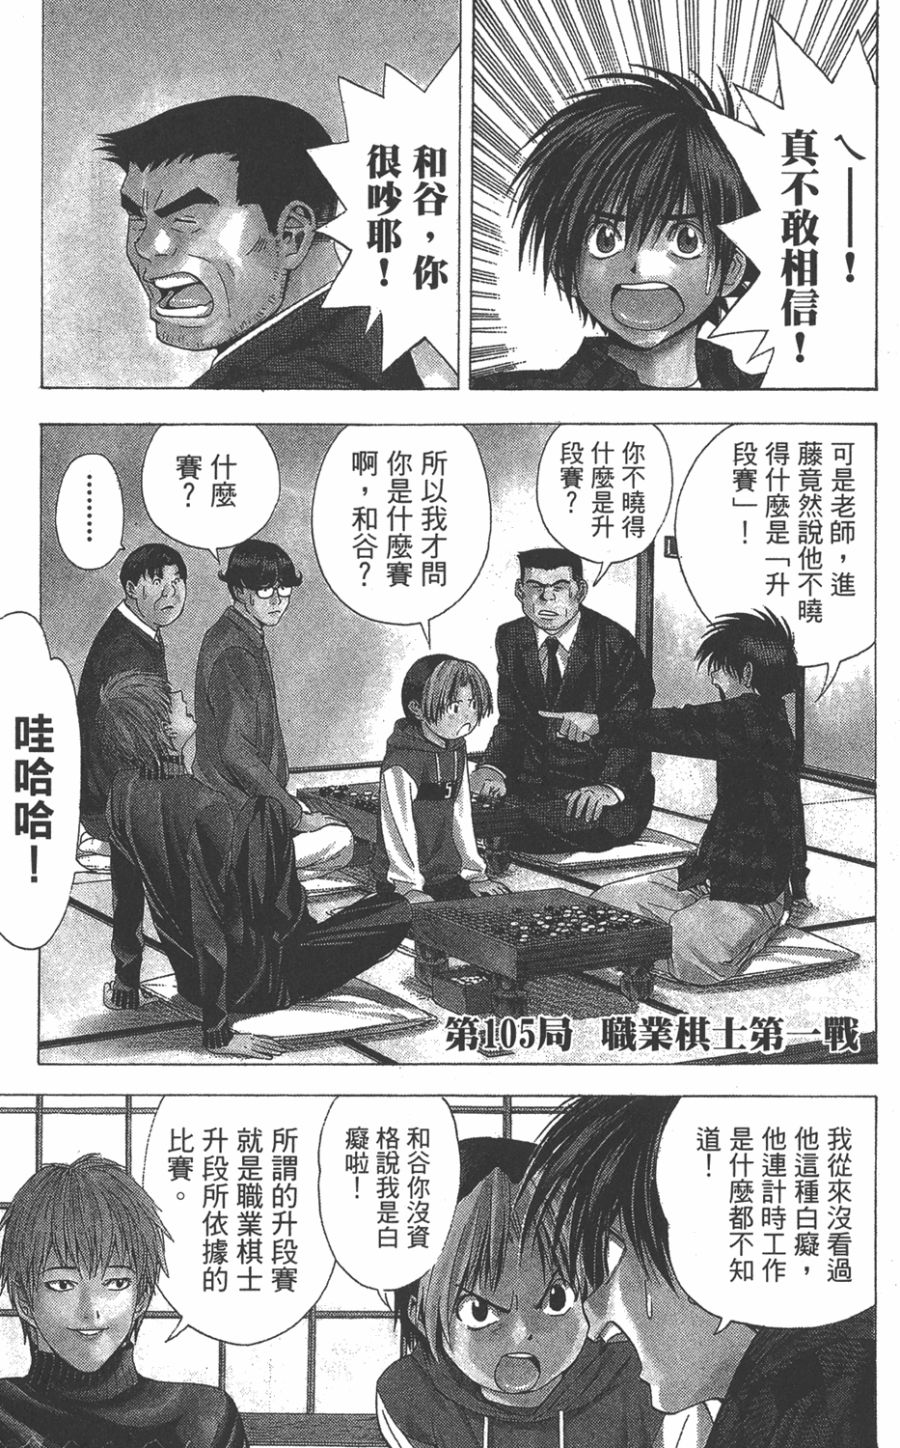 へ——！
真不敢相信！
和谷，你
很吵耶！
可是老師，進
藤竟然說他不曉
得什麼是「升
段賽」！
你不曉得
什麼是升
段賽？
所以我才問
你是什麼賽
啊，和谷？
什麼
賽？
………
哇哈哈！
第105局 職業棋士第一戰
我從來沒看過
他這種白癡，
他連計時工作
是什麼都不知
道！
和谷你沒資
格說我是白
癡啦！
所謂的升段賽
就是職業棋士
升段所依據的
比賽。